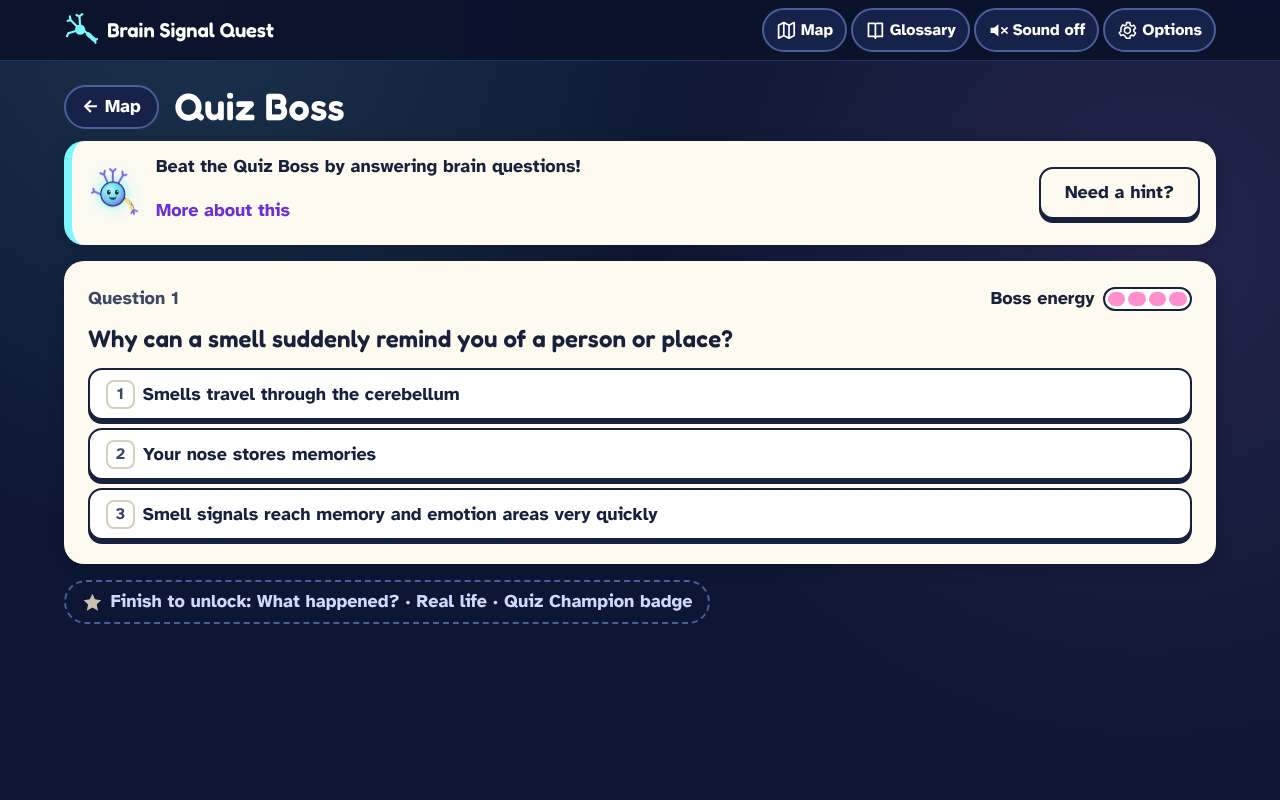 Brain Signal Quest
Map
Glossary
Sound off
Options
← Map
Quiz Boss
Beat the Quiz Boss by answering brain questions!
More about this
Need a hint?
Question 1
Boss energy
Why can a smell suddenly remind you of a person or place?
1 Smells travel through the cerebellum
2 Your nose stores memories
3 Smell signals reach memory and emotion areas very quickly
Finish to unlock: What happened? · Real life · Quiz Champion badge